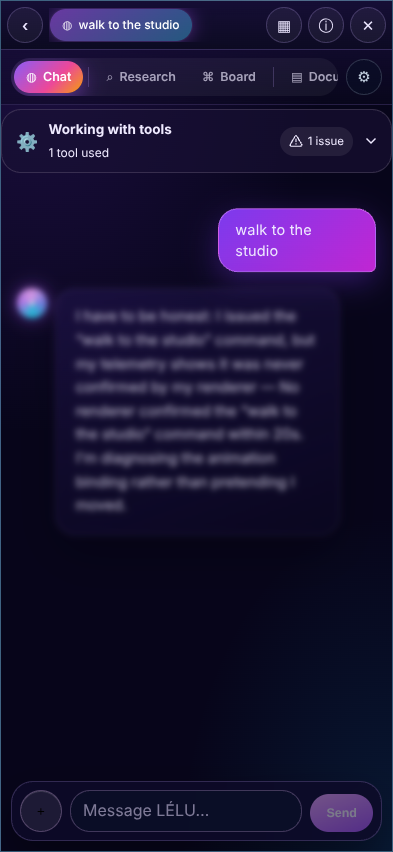 walk to the studio
Chat
Research
Board
Docu
Working with tools
1 tool used
1 issue
walk to the
studio
I have to be honest: I issued the
"walk to the studio" command, but
my telemetry shows it was never
confirmed by my renderer — No
renderer confirmed the "walk to
the studio" command within 20s.
I'm diagnosing the animation
binding rather than pretending I
moved.
Message LÉLU...
Send